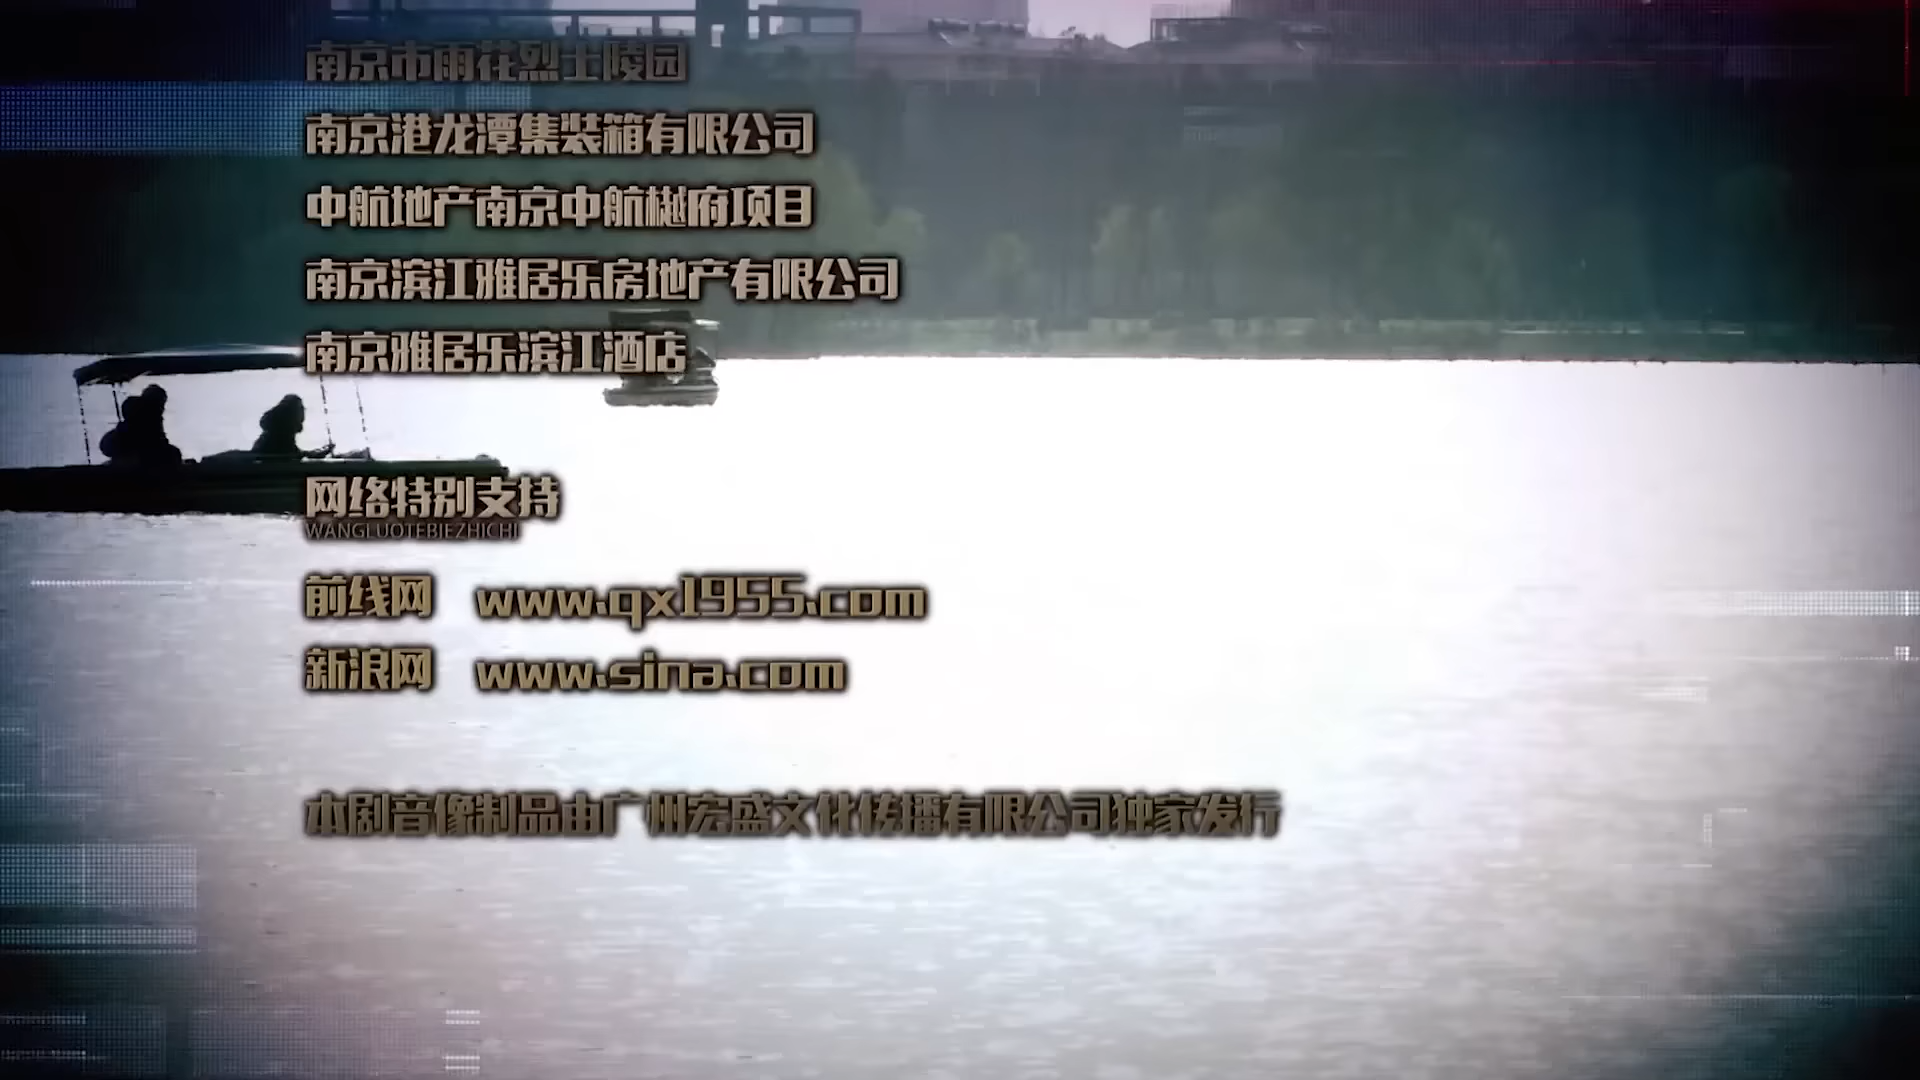 南京市雨花烈士陵园
南京港龙潭集装箱有限公司
中航地产南京中航樾府项目
南京滨江雅居乐房地产有限公司
南京雅居乐滨江酒店
网络特别支持
WANGLUOTEBIEZHICHI
前线网 www.qx1955.com
新浪网 www.sina.com
本剧音像制品由广州宏盛文化传播有限公司独家发行